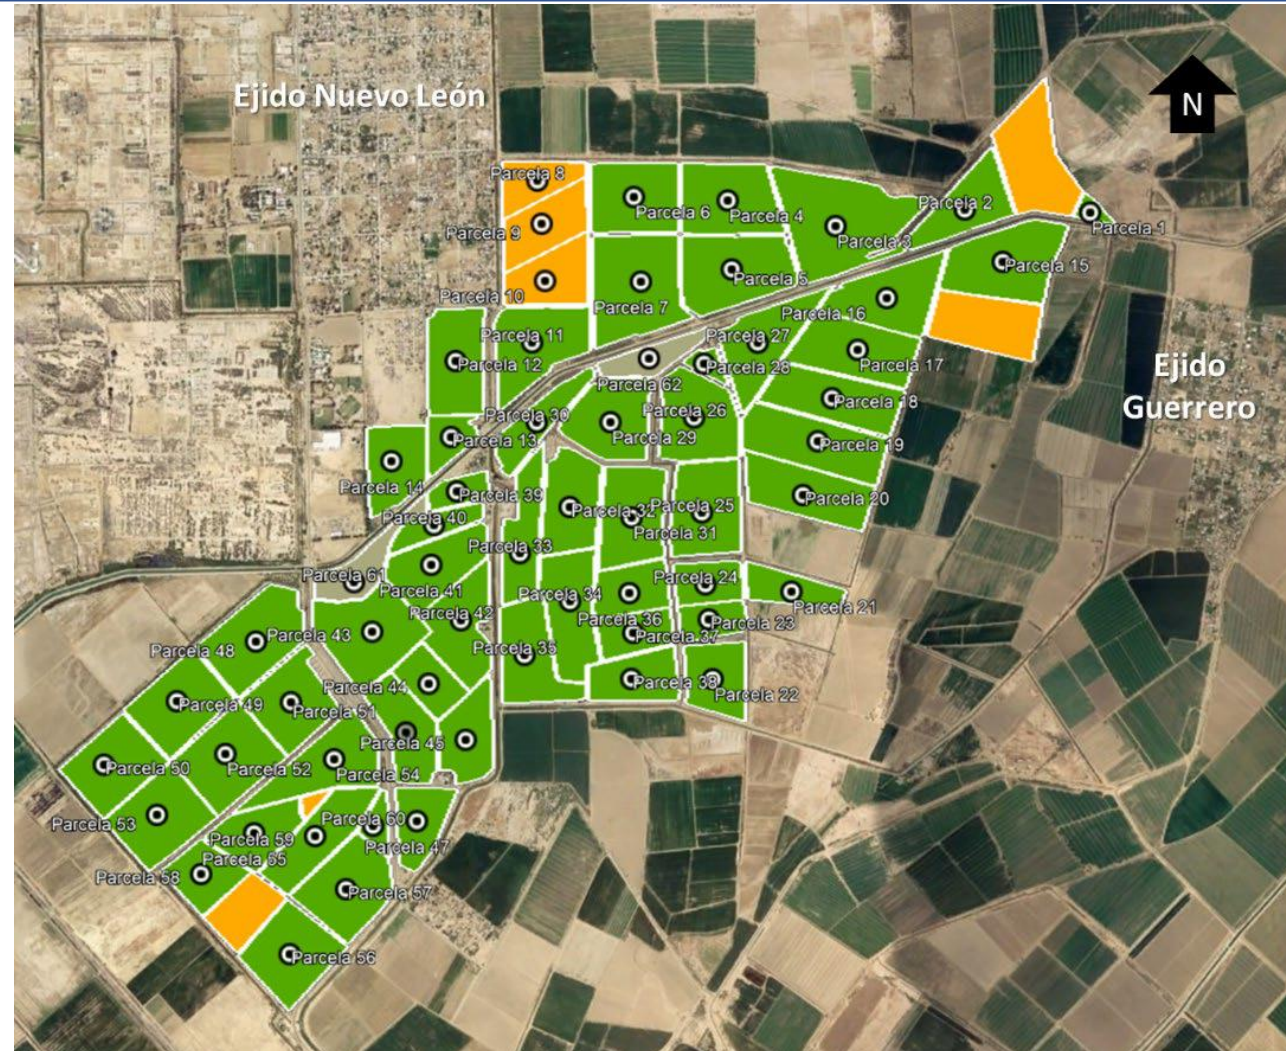 Ejido Nuevo León
N
Parcela 8
Parcela 2
Parcela 6
Parcela 4
Parcela 1
Parcela 9
Parcela 3
Parcela 15
Parcela 5
Parcela 10
Parcela 7
Parcela 16
Parcela 11
Parcela 27
Parcela 12
Parcela 28
Parcela 17
Ejido
Guerrero
Parcela 62
Parcela 18
Parcela 30
Parcela 26
Parcela 13
Parcela 29
Parcela 19
Parcela 14
Parcela 39
Parcela 20
Parcela 32
Parcela 25
Parcela 40
Parcela 31
Parcela 33
Parcela 61
Parcela 24
Parcela 41
Parcela 34
Parcela 21
Parcela 42
Parcela 36
Parcela 23
Parcela 43
Parcela 37
Parcela 48
Parcela 35
Parcela 44
Parcela 38
Parcela 22
Parcela 49
Parcela 51
Parcela 45
Parcela 50
Parcela 52
Parcela 54
Parcela 53
Parcela 60
Parcela 59
Parcela 47
Parcela 55
Parcela 58
Parcela 57
Parcela 56